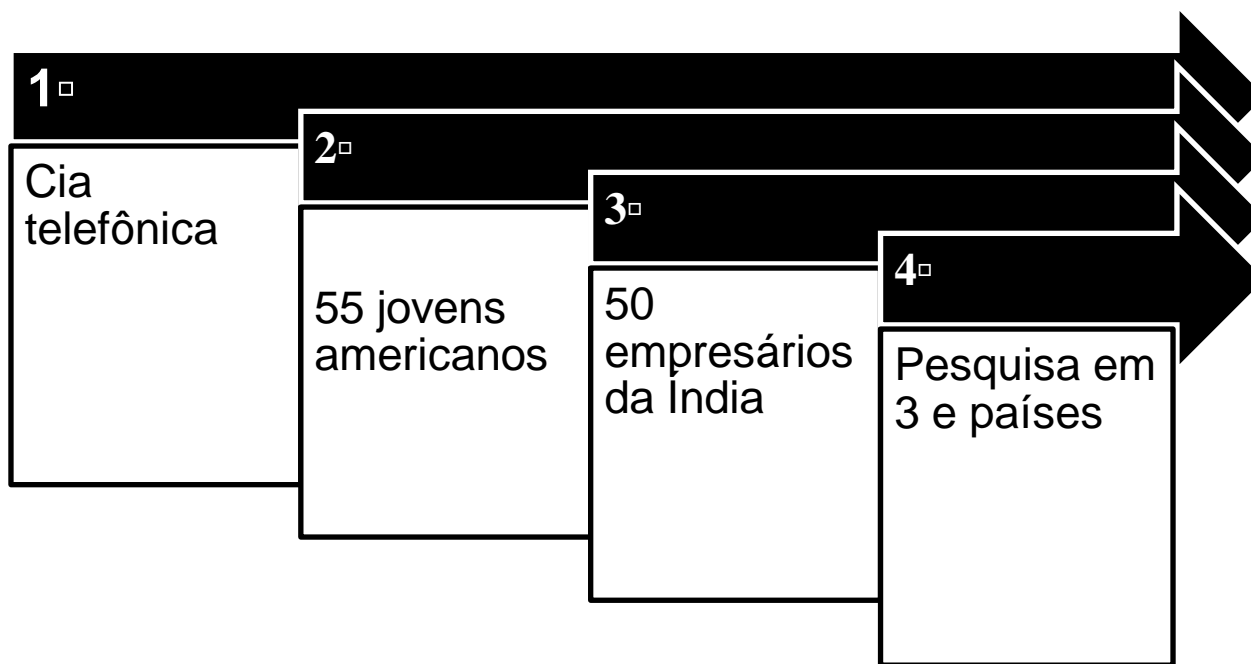 1□
Cia
telefônica
2□
55 jovens
americanos
3□
50
empresários
da Índia
4□
Pesquisa em
3 e países